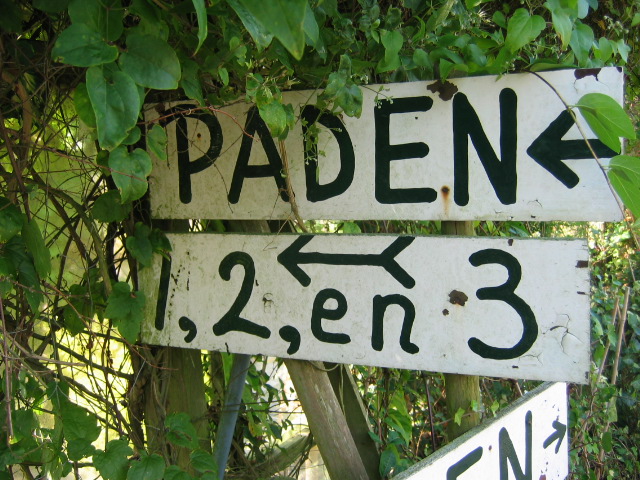 PADEN
1, 2, en 3